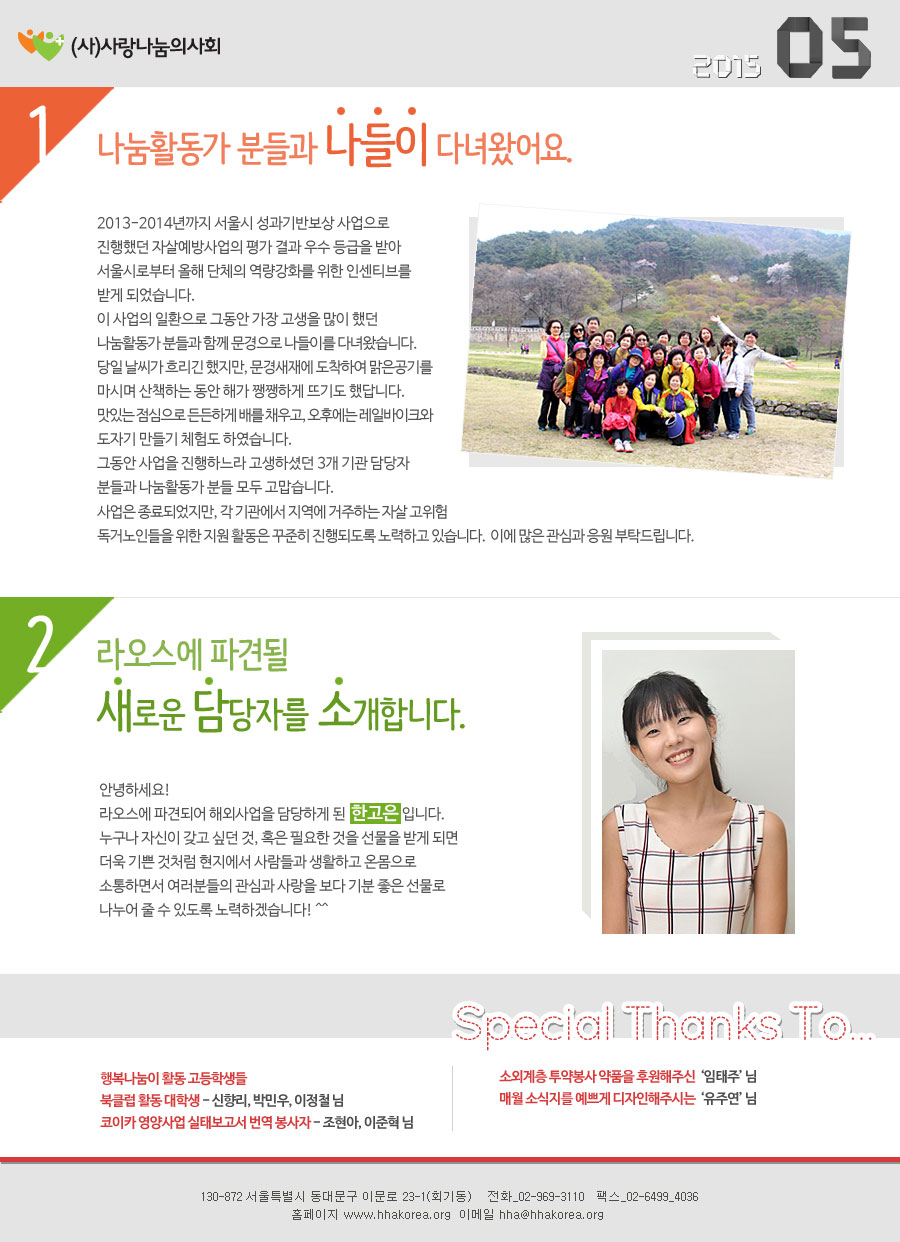 (사)사랑나눔의사회
2015 05
1
나눔활동가 분들과 나들이 다녀왔어요.
2013-2014년까지 서울시 성과기반보상 사업으로
진행했던 자살예방사업의 평가 결과 우수 등급을 받아
서울시로부터 올해 단체의 역량강화를 위한 인센티브를
받게 되었습니다.
이 사업의 일환으로 그동안 가장 고생을 많이 했던
나눔활동가 분들과 함께 문경으로 나들이를 다녀왔습니다.
당일 날씨가 흐리긴 했지만, 문경새재에 도착하여 맑은공기를
마시며 산책하는 동안 해가 쨍쨍하게 뜨기도 했답니다.
맛있는 점심으로 든든하게 배를 채우고, 오후에는 레일바이크와
도자기 만들기 체험도 하였습니다.
그동안 사업을 진행하느라 고생하셨던 3개 기관 담당자
분들과 나눔활동가 분들 모두 고맙습니다.
사업은 종료되었지만, 각 기관에서 지역에 거주하는 자살 고위험
독거노인들을 위한 지원 활동은 꾸준히 진행되도록 노력하고 있습니다. 이에 많은 관심과 응원 부탁드립니다.
2
라오스에 파견될
새로운 담당자를 소개합니다.
안녕하세요!
라오스에 파견되어 해외사업을 담당하게 된 한고은입니다.
누구나 자신이 갖고 싶던 것, 혹은 필요한 것을 선물을 받게 되면
더욱 기쁜 것처럼 현지에서 사람들과 생활하고 온몸으로
소통하면서 여러분들의 관심과 사랑을 보다 기분 좋은 선물로
나누어 줄 수 있도록 노력하겠습니다! ^^
Special Thanks To...
행복나눔이 활동 고등학생들
북클럽 활동 대학생 - 신향리, 박민우, 이정철 님
코이카 영양사업 실태보고서 번역 봉사자 - 조현아, 이준혁 님
소외계층 투약봉사 약품을 후원해주신 ‘임태주’ 님
매월 소식지를 예쁘게 디자인해주시는 ‘유주연’ 님
130-872 서울특별시 동대문구 이문로 23-1(회기동) 전화_02-969-3110 팩스_02-6499_4036
홈페이지 www.hhakorea.org 이메일 hha@hhakorea.org